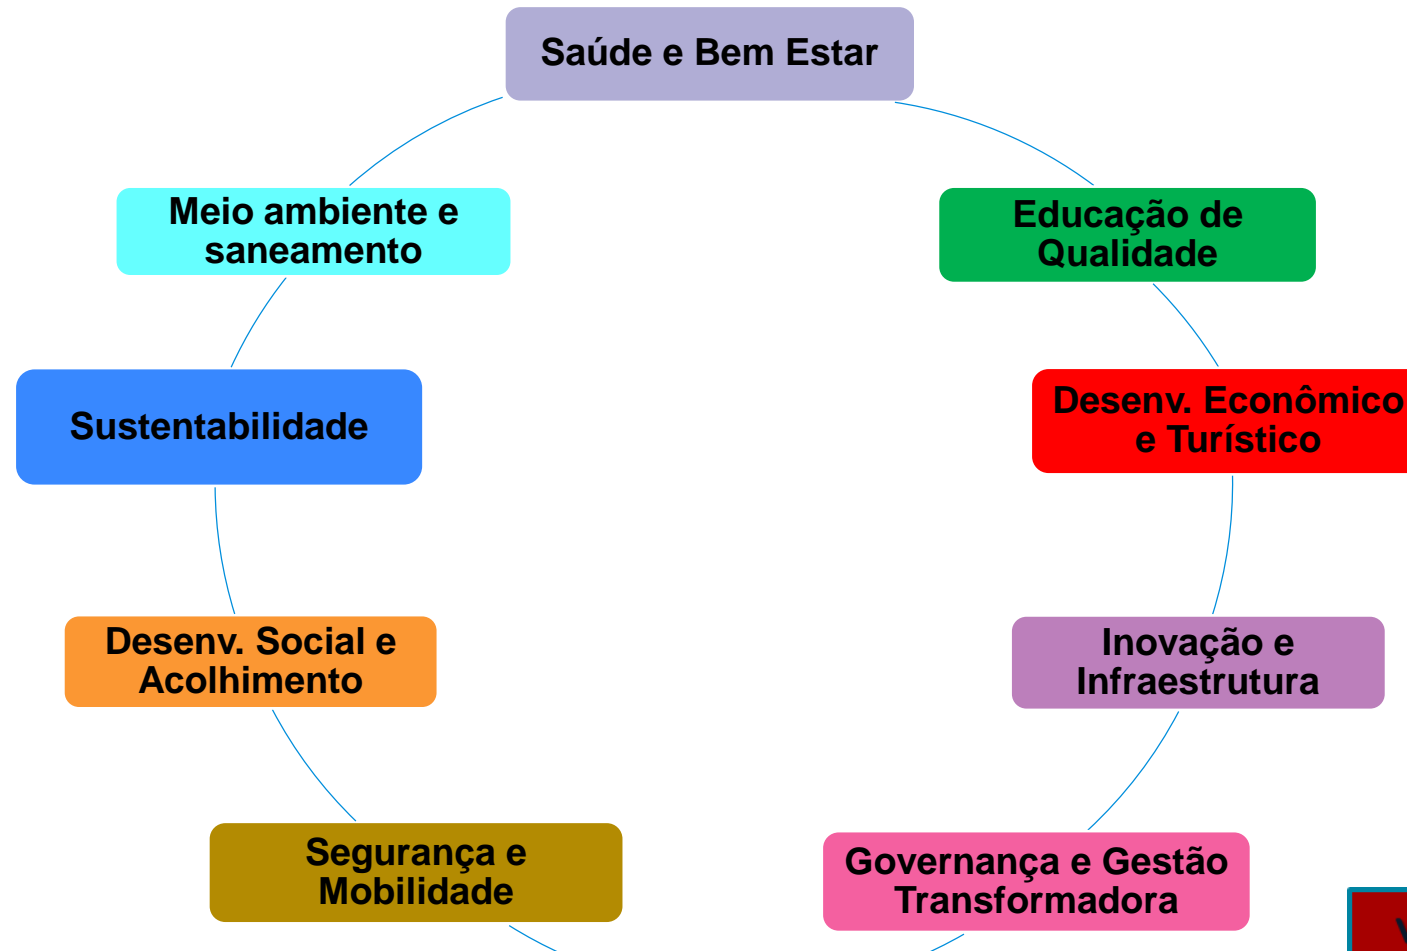 Saúde e Bem Estar
Meio ambiente e
saneamento
Educação de
Qualidade
Sustentabilidade
Desenv. Econômico
e Turístico
Desenv. Social e
Acolhimento
Inovação e
Infraestrutura
Segurança e
Mobilidade
Governança e Gestão
Transformadora